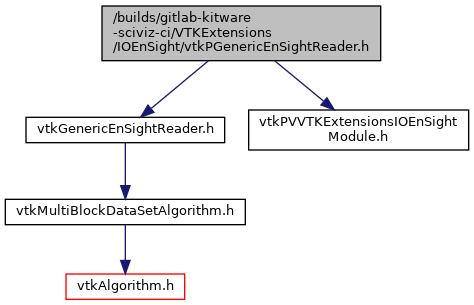 /builds/gitlab-kitware
-sciviz-ci/VTKExtensions
/IOEnSight/vtkPGenericEnSightReader.h
vtkGenericEnSightReader.h
vtkPVVTKExtensionsIOEnSight
Module.h
vtkMultiBlockDataSetAlgorithm.h
vtkAlgorithm.h